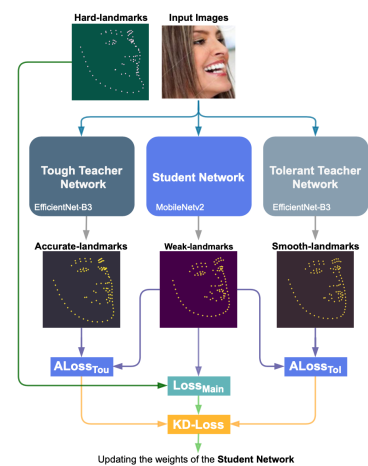 Hard-landmarks
Input Images
Tough Teacher
Network
EfficientNet-B3
Student Network
MobileNetv2
Tolerant Teacher
Network
EfficientNet-B3
Accurate-landmarks
Weak-landmarks
Smooth-landmarks
ALossTou
LossMain
ALossTol
KD-Loss
Updating the weights of the Student Network